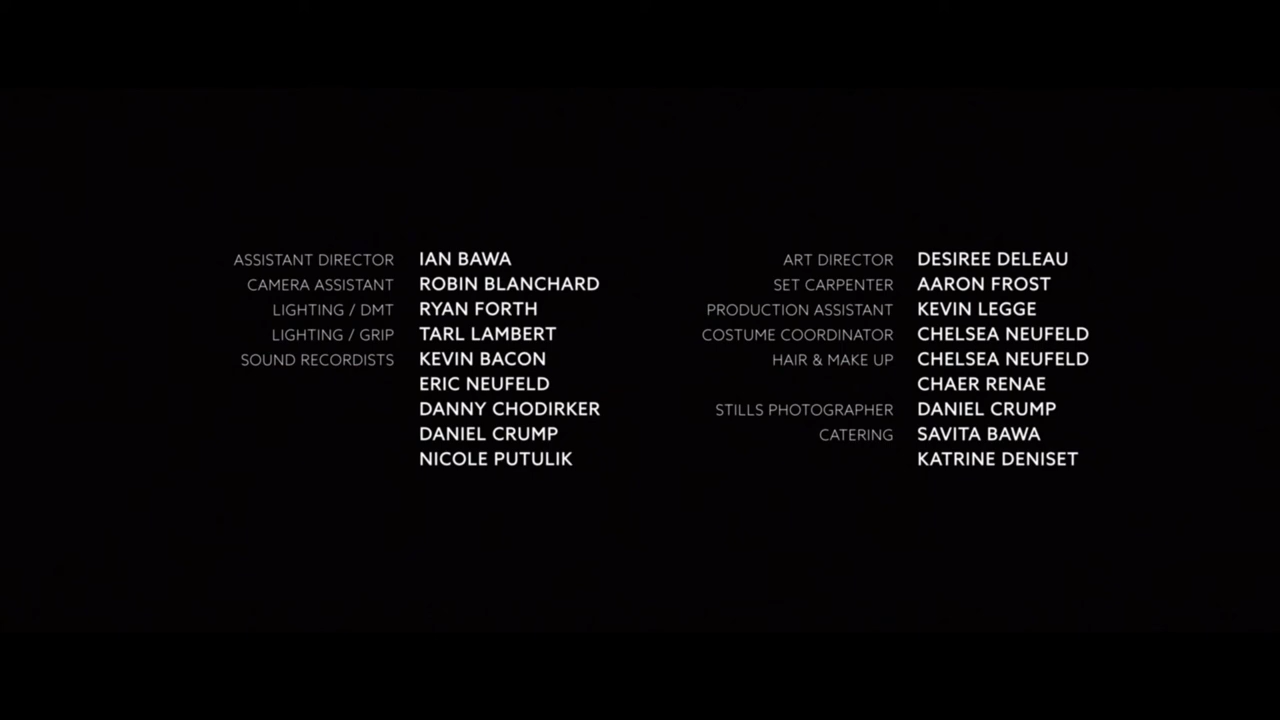 ASSISTANT DIRECTOR IAN BAWA
CAMERA ASSISTANT ROBIN BLANCHARD
LIGHTING / DMT RYAN FORTH
LIGHTING / GRIP TARL LAMBERT
SOUND RECORDISTS KEVIN BACON
ERIC NEUFELD
DANNY CHODIRKER
DANIEL CRUMP
NICOLE PUTULIK
ART DIRECTOR DESIREE DELEAU
SET CARPENTER AARON FROST
PRODUCTION ASSISTANT KEVIN LEGGE
COSTUME COORDINATOR CHELSEA NEUFELD
HAIR & MAKE UP CHELSEA NEUFELD
CHAER RENAE
STILLS PHOTOGRAPHER DANIEL CRUMP
CATERING SAVITA BAWA
KATRINE DENISET